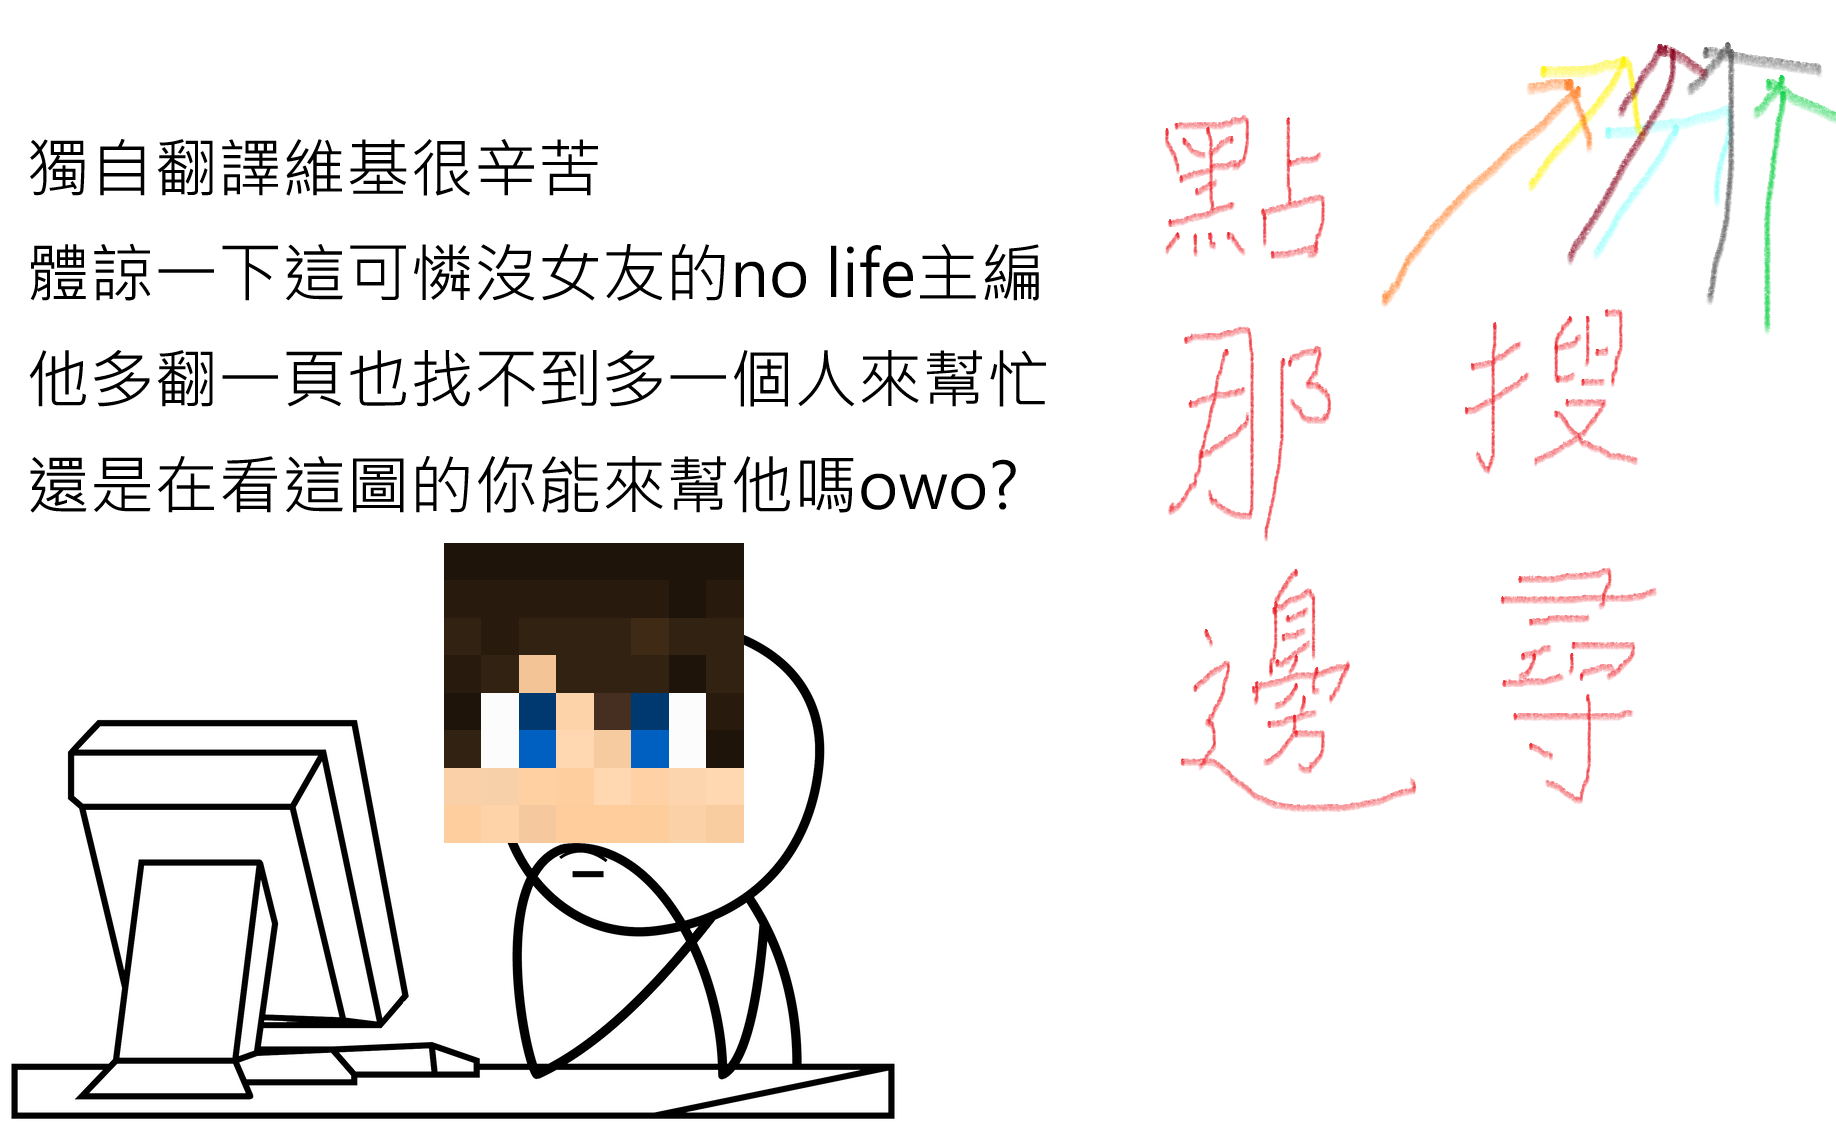 獨自翻譯維基很辛苦
體諒一下這可憐沒女友的no life主編
他多翻一頁也找不到多一個人來幫忙
還是在看這圖的你能來幫他嗎owo?
點那邊
搜尋